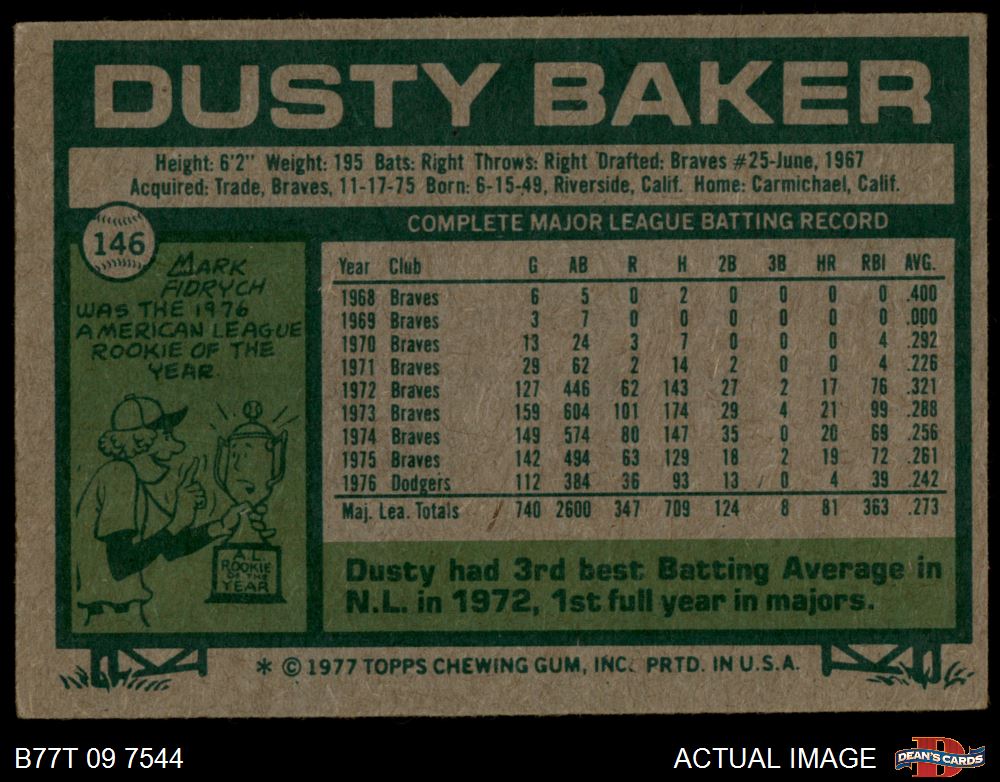 DUSTY BAKER
Height: 6'2" Weight: 195 Bats: Right Throws: Right Drafted: Braves #25-June, 1967
Acquired: Trade, Braves, 11-17-75 Born: 6-15-49, Riverside, Calif. Home: Carmichael, Calif.
146
MARK
FIDRYCH
WAS THE 1976
AMERICAN LEAGUE
ROOKIE OF THE
YEAR.
A.L.
ROOKIE
OF THE
YEAR
COMPLETE MAJOR LEAGUE BATTING RECORD
Year Club G AB R H 2B 3B HR RBI AVG.
1968 Braves 6 5 0 2 0 0 0 0 .400
1969 Braves 3 7 0 0 0 0 0 0 .000
1970 Braves 13 24 3 7 0 0 0 4 .292
1971 Braves 29 62 2 14 2 0 0 4 .226
1972 Braves 127 446 62 143 27 2 17 76 .321
1973 Braves 159 604 101 174 29 4 21 99 .288
1974 Braves 149 574 80 147 35 0 20 69 .256
1975 Braves 142 494 63 129 18 2 19 72 .261
1976 Dodgers 112 384 36 93 13 0 4 39 .242
Maj. Lea. Totals 740 2600 347 709 124 8 81 363 .273
Dusty had 3rd best Batting Average in
N.L. in 1972, 1st full year in majors.
* © 1977 TOPPS CHEWING GUM, INC. PRTD. IN U.S.A.
B77T 09 7544
ACTUAL IMAGE
D
DEAN'S CARDS